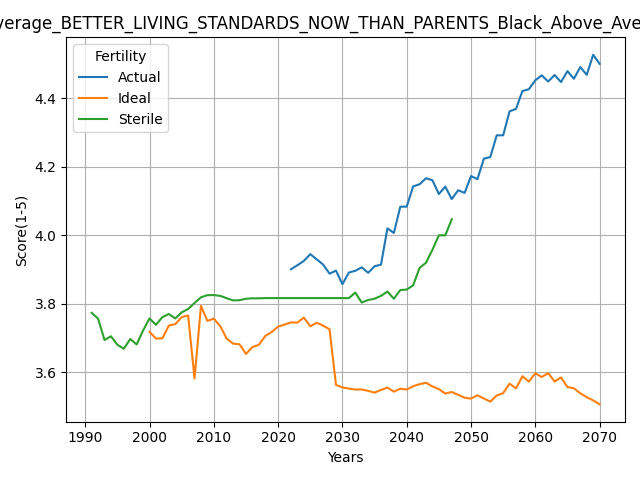 verage_BETTER_LIVING_STANDARDS_NOW_THAN_PARENTS_Black_Above_Ave
Fertility
Actual
Ideal
Sterile
Score(1-5)
4.4
4.2
4.0
3.8
3.6
1990 2000 2010 2020 2030 2040 2050 2060 2070
Years